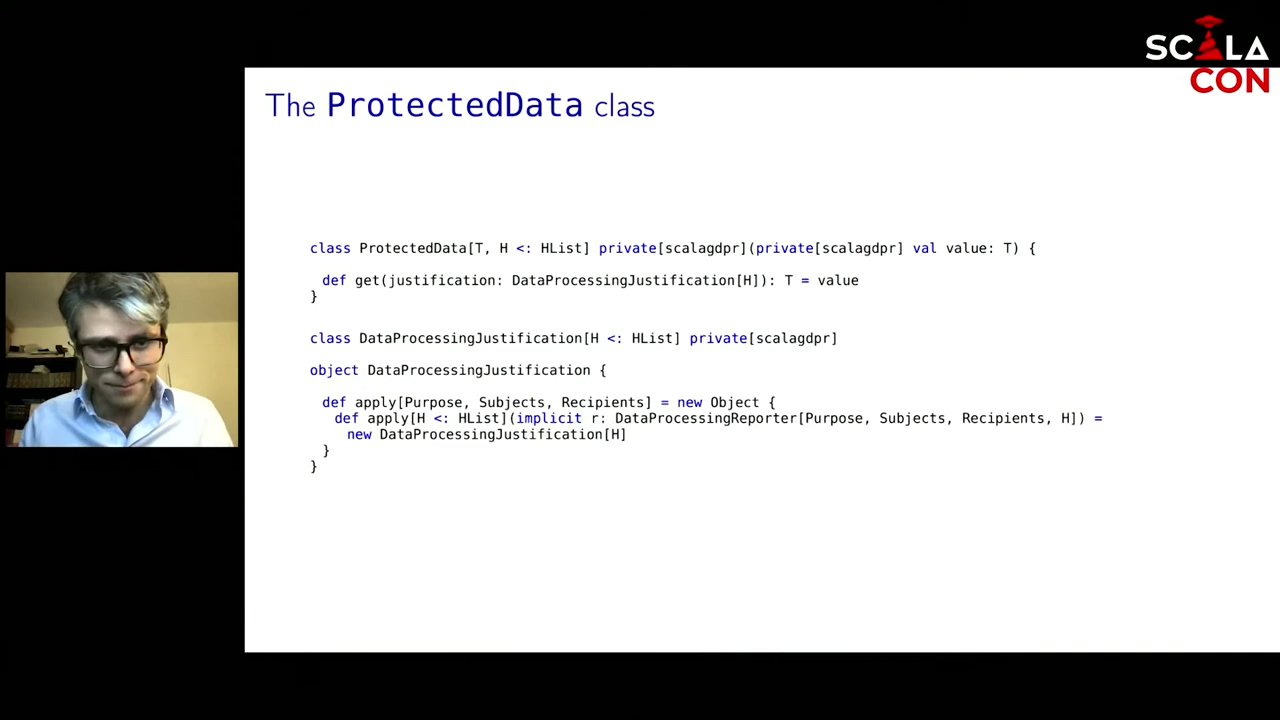 SCALA
CON
The ProtectedData class
class ProtectedData[T, H <: HList] private[scalagdpr](private[scalagdpr] val value: T) {
def get(justification: DataProcessingJustification[H]): T = value
}
class DataProcessingJustification[H <: HList] private[scalagdpr]
object DataProcessingJustification {
def apply[Purpose, Subjects, Recipients] = new Object {
def apply[H <: HList](implicit r: DataProcessingReporter[Purpose, Subjects, Recipients, H]) =
new DataProcessingJustification[H]
}
}